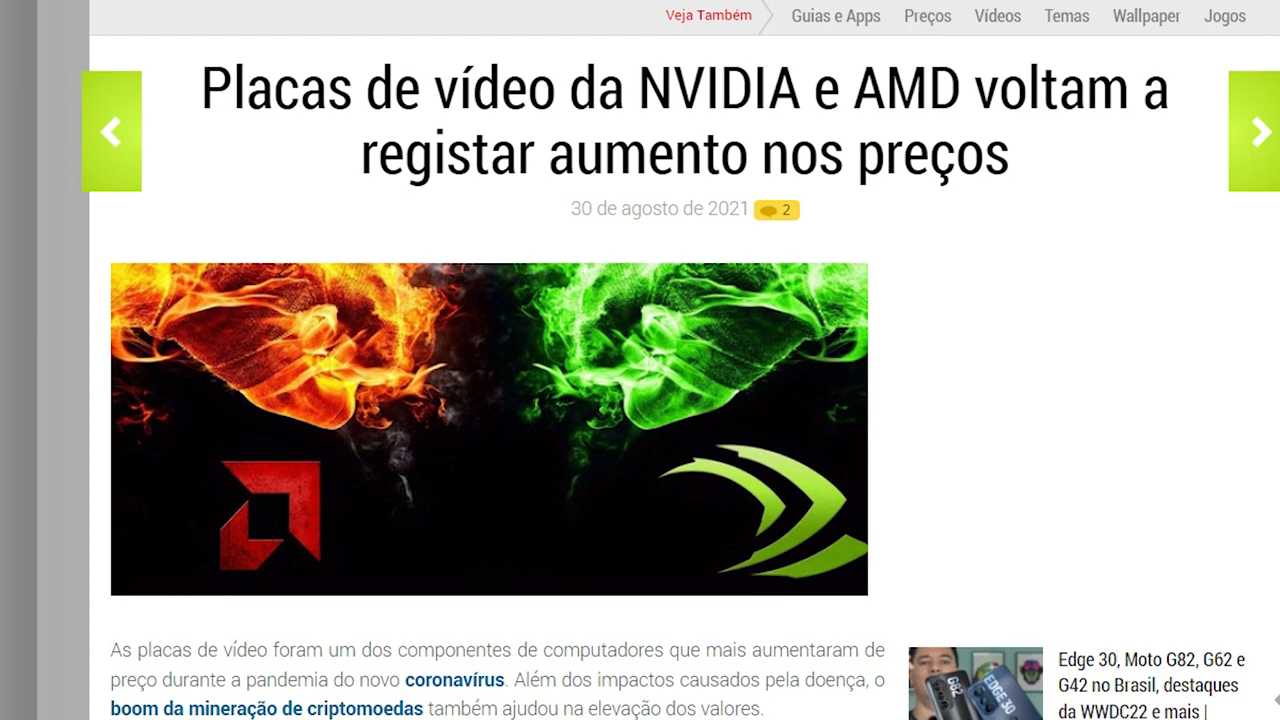 Veja Também
Guias e Apps
Preços
Vídeos
Temas
Wallpaper
Jogos
Placas de vídeo da NVIDIA e AMD voltam a
registar aumento nos preços
30 de agosto de 2021 2
As placas de vídeo foram um dos componentes de computadores que mais aumentaram de
preço durante a pandemia do novo coronavírus. Além dos impactos causados pela doença, o
boom da mineração de criptomoedas também ajudou na elevação dos valores.
G82
EDGE 30
Edge 30, Moto G82, G62 e
G42 no Brasil, destaques
da WWDC22 e mais |